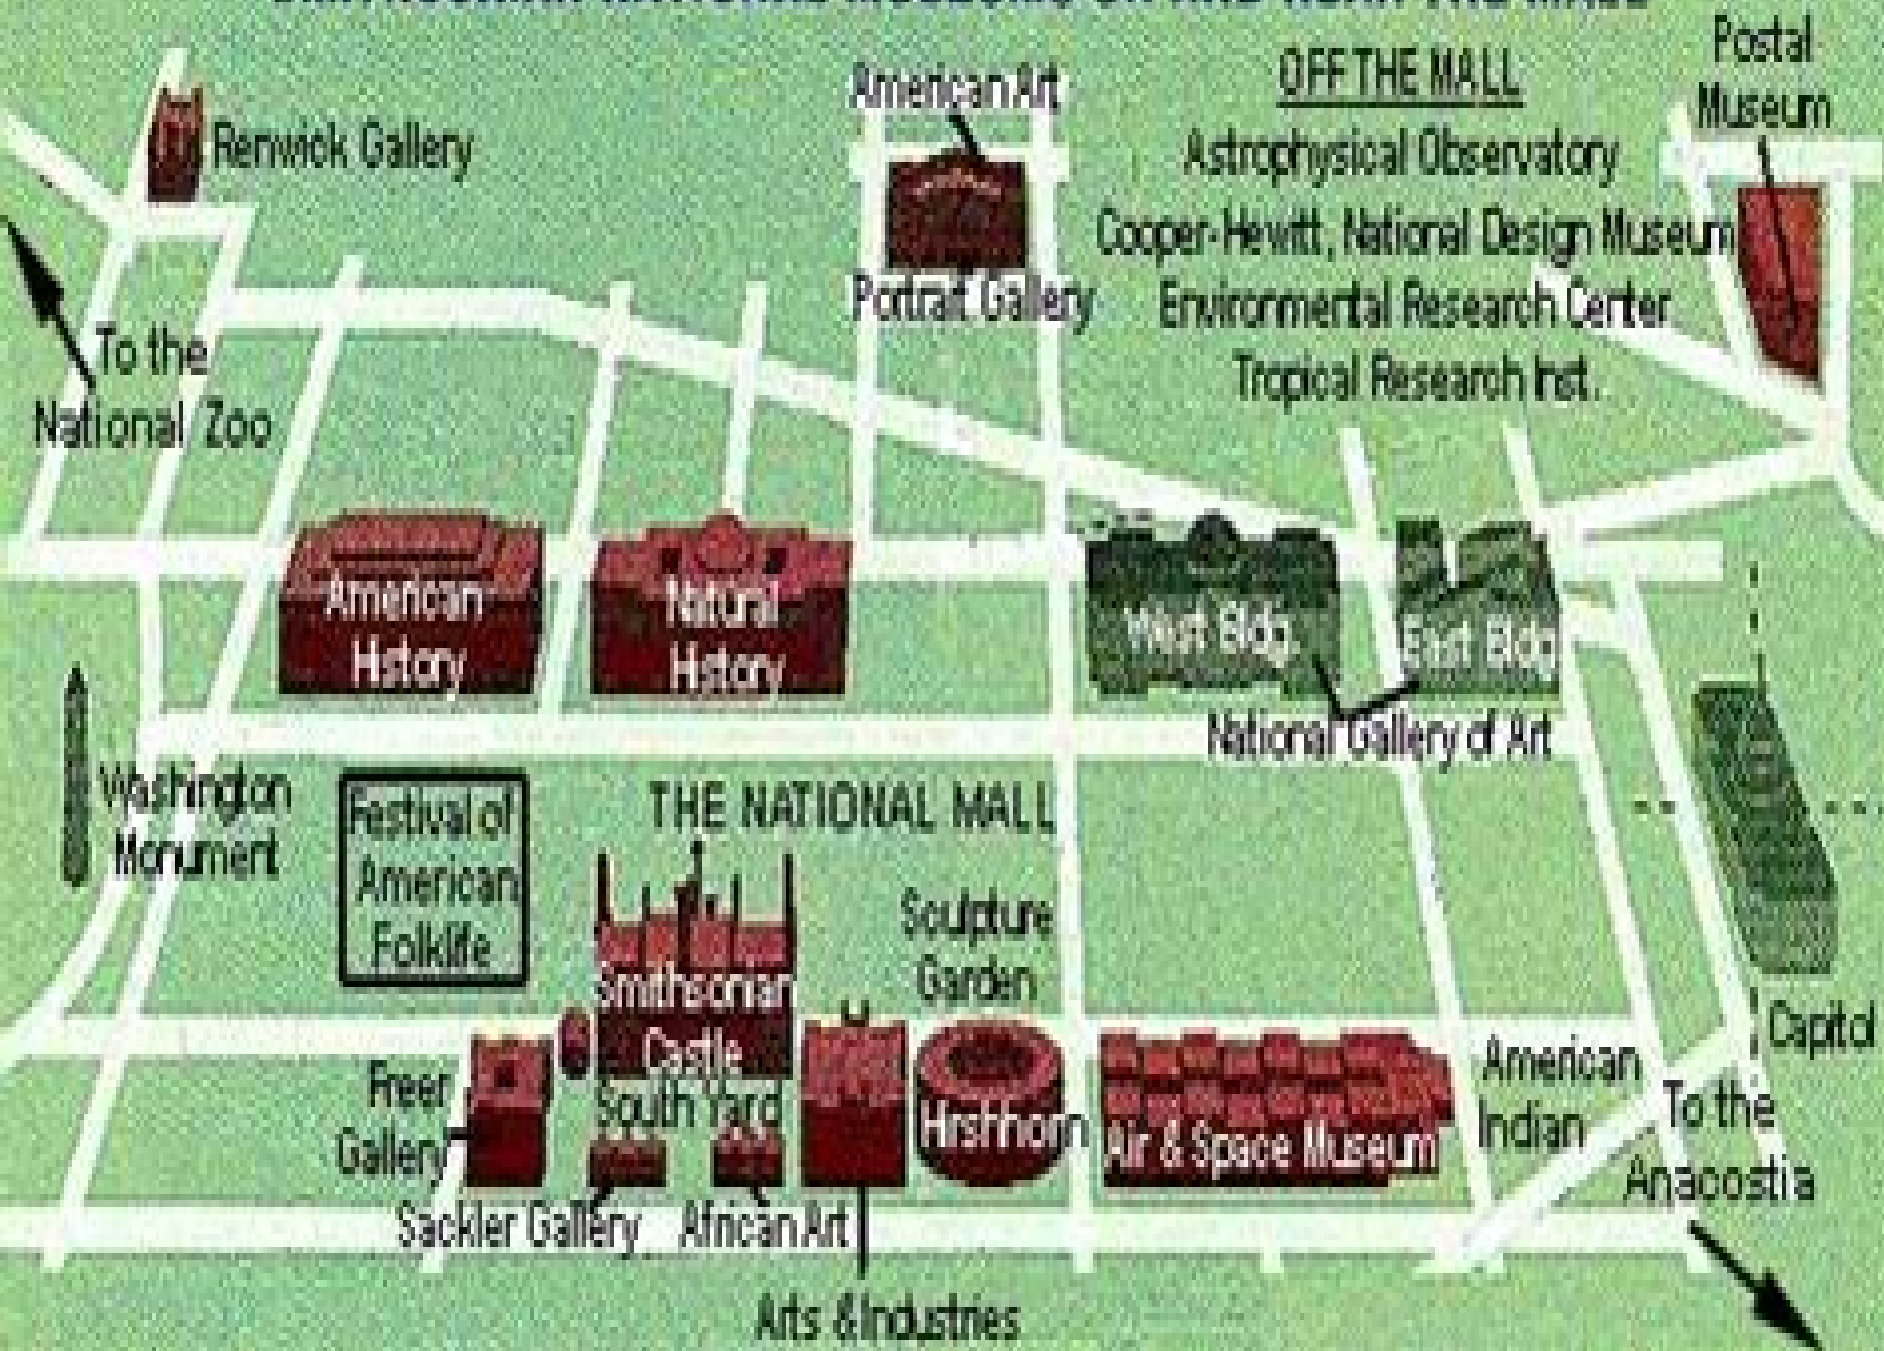 THE MALL
Postal
Museum
OFF THE MALL
American Art
Astrophysical Observatory
Renwick Gallery
Cooper-Hewitt, National Design Museum
Portrait Gallery
Environmental Research Center
To the
National Zoo
Tropical Research Inst.
American
History
Natural
History
West Bldg.
East Bldg
National Gallery of Art
Washington
Monument
Festival of
American
Folklife
THE NATIONAL MALL
Sculpture
Garden
Smithsonian
Castle
Capitol
Freer
Gallery
South Yard
Hirshhorn
Air & Space Museum
American
Indian
To the
Anacostia
Sackler Gallery
African Art
Arts & Industries